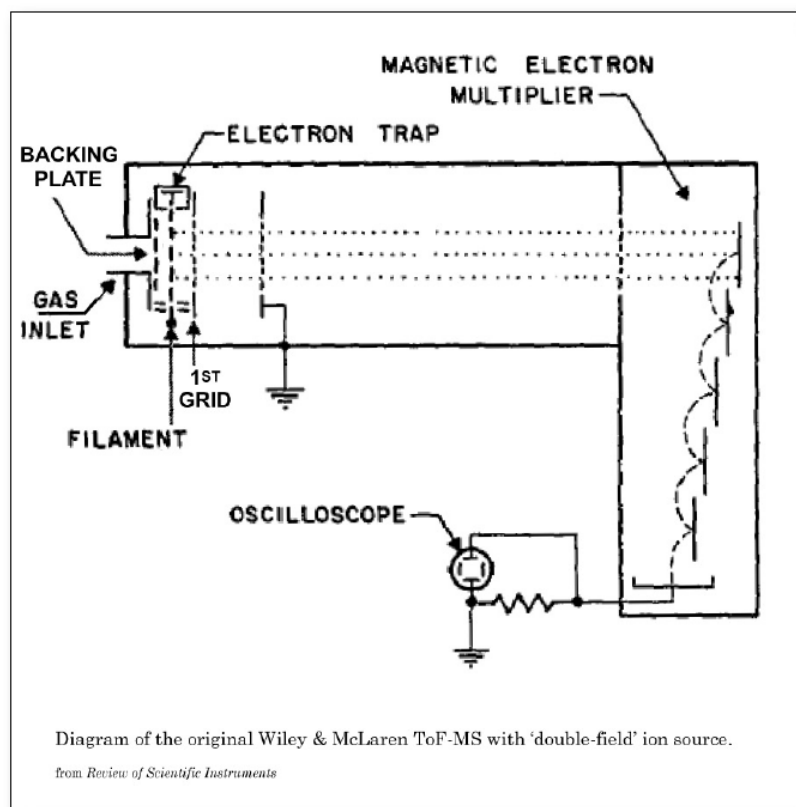 MAGNETIC ELECTRON
MULTIPLIER
ELECTRON TRAP
BACKING
PLATE
GAS
INLET
1ST
GRID
FILAMENT
OSCILLOSCOPE
Diagram of the original Wiley & McLaren ToF-MS with ‘double-field’ ion source.
from Review of Scientific Instruments